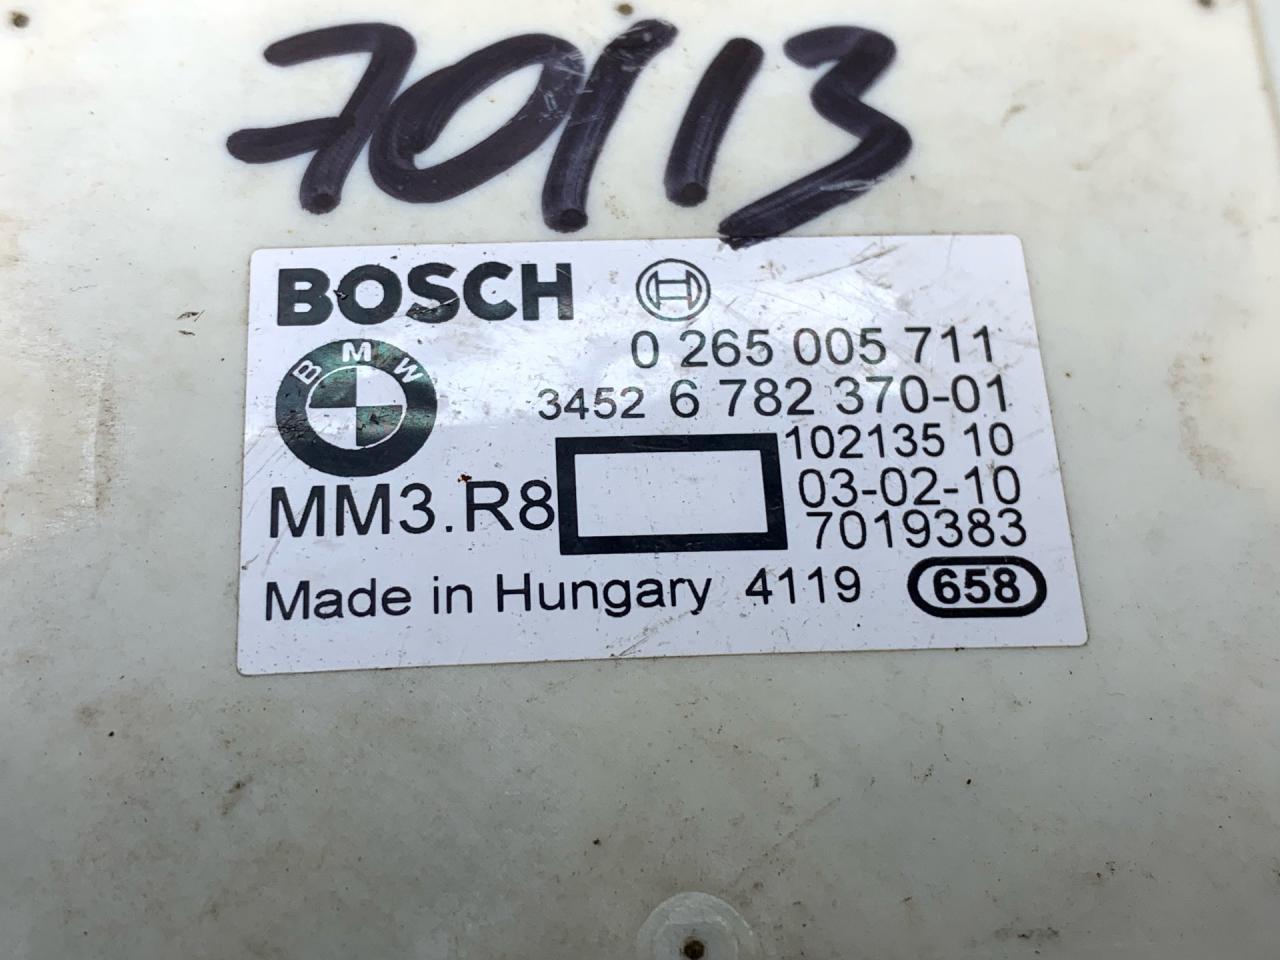 70113
BOSCH
0 265 005 711
BMW
3452 6 782 370-01
102135 10
MM3.R8
03-02-10
7019383
Made in Hungary 4119 658